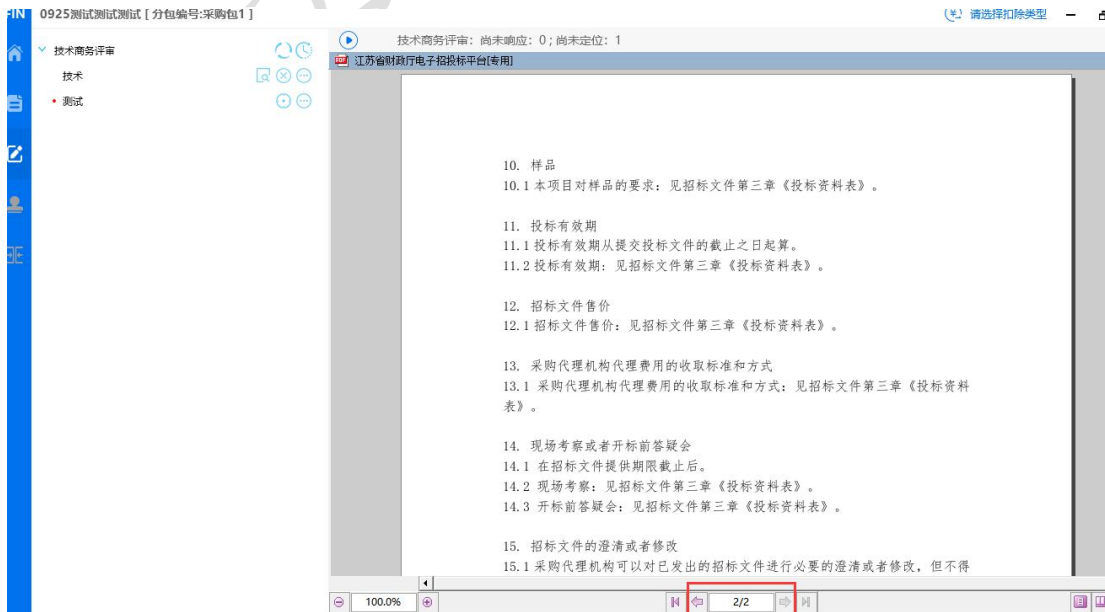 FIN
0925测试测试测试 [ 分包编号:采购包1 ]
请选择扣除类型
技术商务评审
技术
测试
技术商务评审：尚未响应：0；尚未定位：1
PDF 江苏省财政厅电子招投标平台[专用]
10. 样品
10.1本项目对样品的要求：见招标文件第三章《投标资料表》。
11. 投标有效期
11.1投标有效期从提交投标文件的截止之日起算。
11.2投标有效期：见招标文件第三章《投标资料表》。
12. 招标文件售价
12.1招标文件售价：见招标文件第三章《投标资料表》。
13. 采购代理机构代理费用的收取标准和方式
13.1 采购代理机构代理费用的收取标准和方式：见招标文件第三章《投标资料
表》。
14. 现场考察或者开标前答疑会
14.1 在招标文件提供期限截止后。
14.2 现场考察：见招标文件第三章《投标资料表》。
14.3 开标前答疑会：见招标文件第三章《投标资料表》。
15. 招标文件的澄清或者修改
15.1采购代理机构可以对已发出的招标文件进行必要的澄清或者修改，但不得
100.0%
2/2